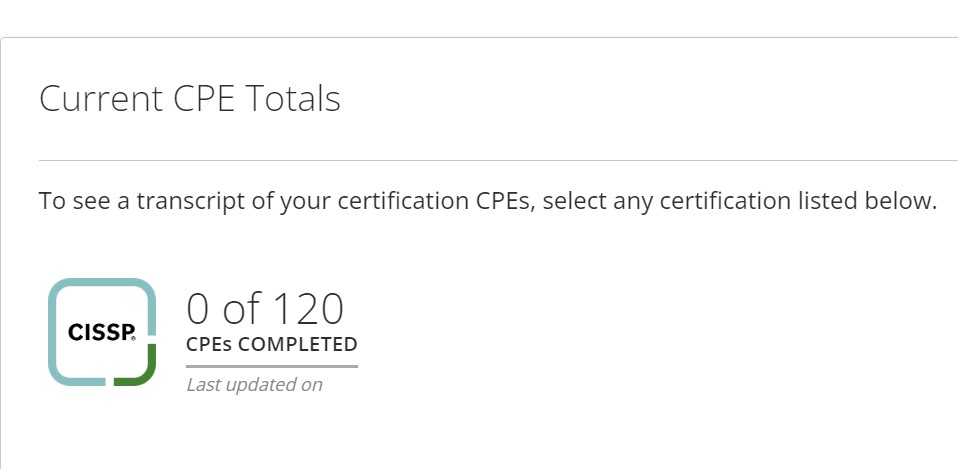 Current CPE Totals
To see a transcript of your certification CPEs, select any certification listed below.
CISSP®
0 of 120
CPEs COMPLETED
Last updated on